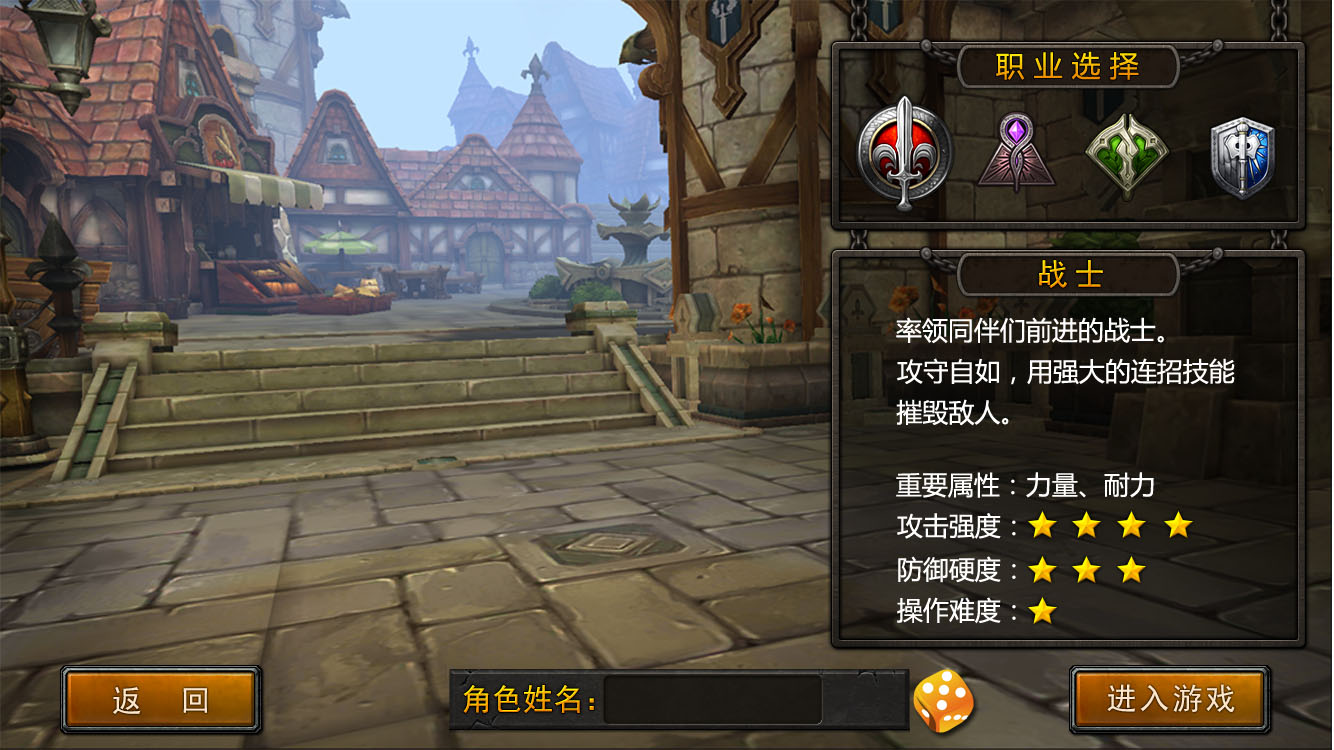 职业选择
战士
率领同伴们前进的战士。
攻守自如，用强大的连招技能
摧毁敌人。
重要属性：力量、耐力
攻击强度：
防御硬度：
操作难度：
返 回
角色姓名：
进入游戏